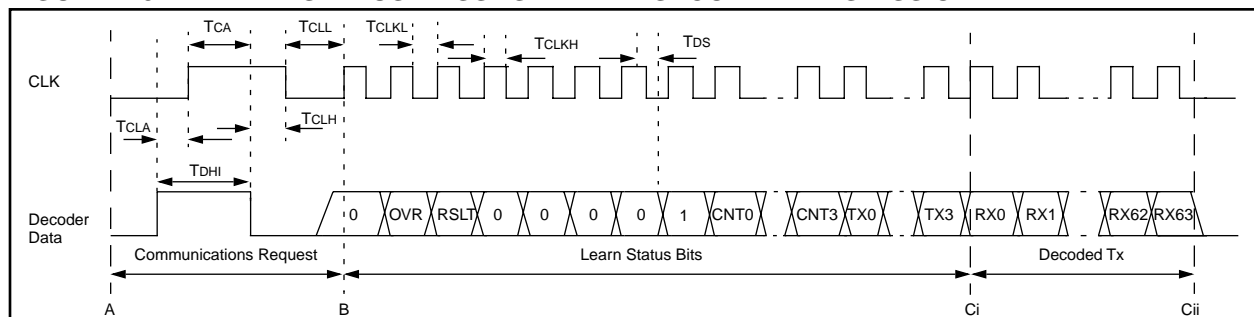 TCA TCLL TCLKL TCLKH TDS
CLK
TCLA TCLH
TDHI
Decoder Data 0 OVR RSLT 0 0 0 0 1 CNT0 CNT3 TX0 TX3 RX0 RX1 RX62 RX63
Communications Request Learn Status Bits Decoded Tx
A B Ci Cii